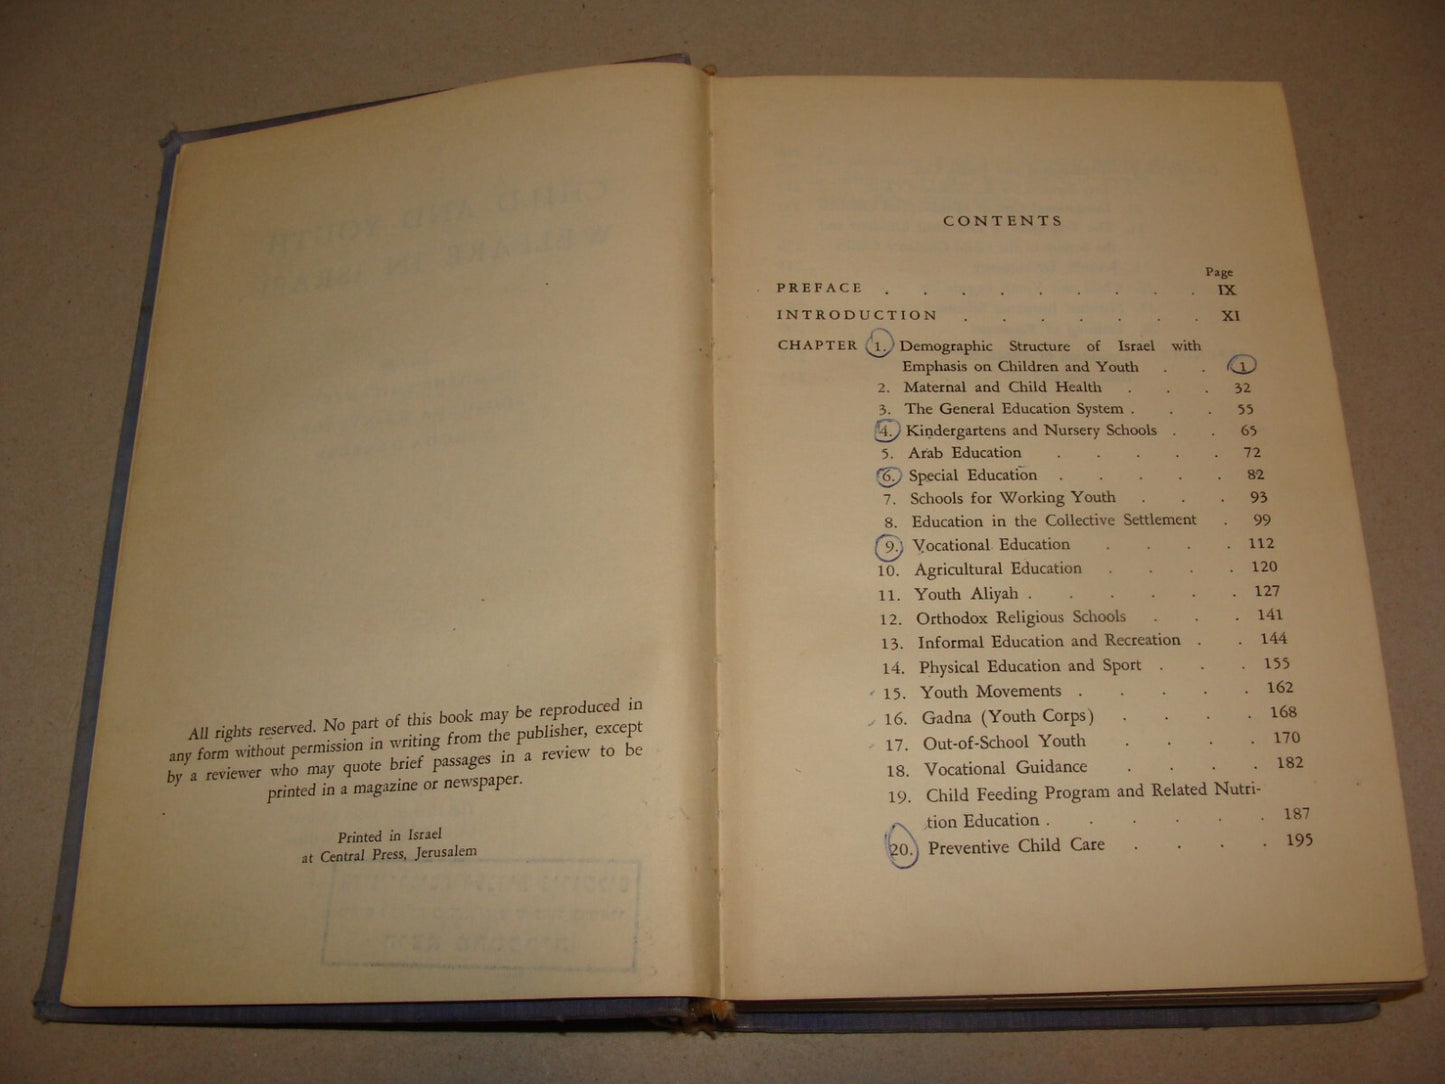 All rights reserved. No part of this book may be reproduced in
any form without permission in writing from the publisher, except
by a reviewer who may quote brief passages in a review to be
printed in a magazine or newspaper.
Printed in Israel
at Central Press, Jerusalem
CONTENTS
Page
PREFACE . . . . . . . . . IX
INTRODUCTION . . . . . . . XI
CHAPTER 1. Demographic Structure of Israel with
Emphasis on Children and Youth . . 1
2. Maternal and Child Health . . . 32
3. The General Education System . . . 55
4. Kindergartens and Nursery Schools . . 65
5. Arab Education . . . . . 72
6. Special Education . . . . . 82
7. Schools for Working Youth . . . 93
8. Education in the Collective Settlement . 99
9. Vocational Education . . . . 112
10. Agricultural Education . . . . 120
11. Youth Aliyah . . . . . . 127
12. Orthodox Religious Schools . . . 141
13. Informal Education and Recreation . . 144
14. Physical Education and Sport . . . 155
15. Youth Movements . . . . . 162
16. Gadna (Youth Corps) . . . . 168
17. Out-of-School Youth . . . . 170
18. Vocational Guidance . . . . 182
19. Child Feeding Program and Related Nutri-
tion Education . . . . . . 187
20. Preventive Child Care . . . . 195